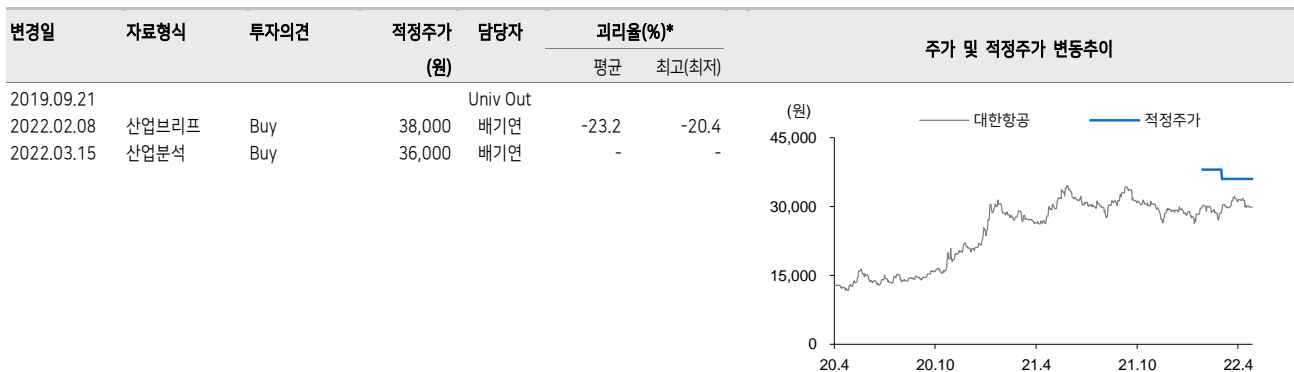 변경일 자료형식 투자의견 적정주가 담당자 괴리율(%)*
(원) 평균 최고(최저)
2019.09.21 Univ Out
2022.02.08 산업브리프 Buy 38,000 배기연 -23.2 -20.4
2022.03.15 산업분석 Buy 36,000 배기연 - -
주가 및 적정주가 변동추이
(원)
대한항공 적정주가
45,000
30,000
15,000
0
20.4 20.10 21.4 21.10 22.4